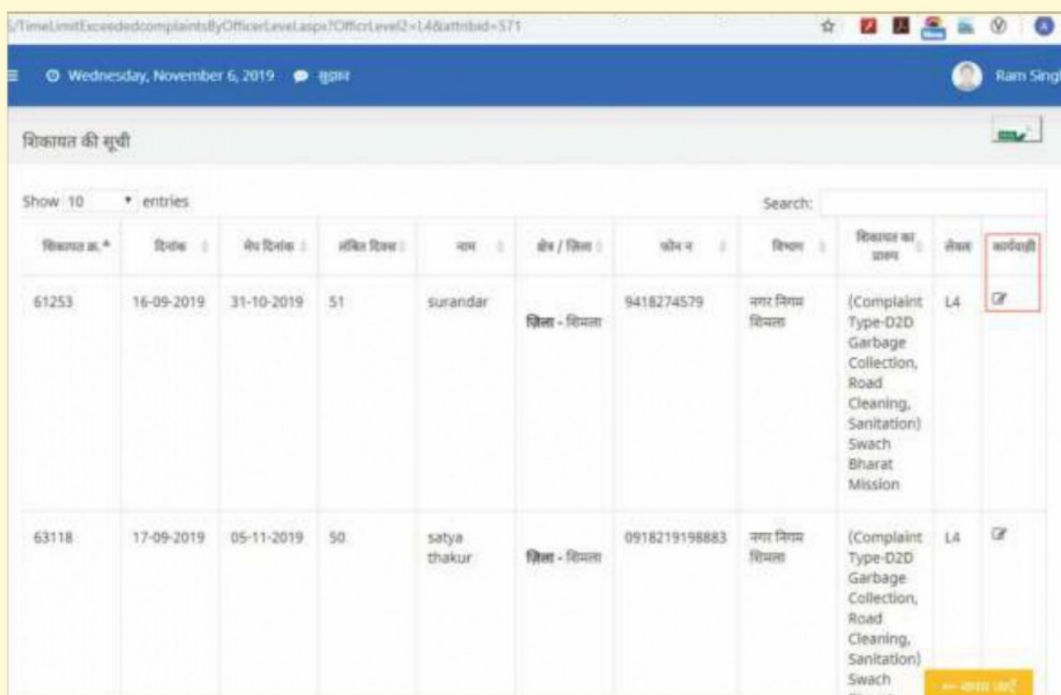 /TimeLimitExceededcomplaintsByOfficerLevel.aspx?OfficrLevel2=L4&attribid=571
Wednesday, November 6, 2019 सुझाव Ram Singl
शिकायत की सूची
Show 10 entries Search:
शिकायत क्र. दिनांक मेप दिनांक लंबित दिवस नाम क्षेत्र / ज़िला फोन न विभाग शिकायत का प्रारूप लेवल कार्यवाही
61253 16-09-2019 31-10-2019 51 surandar ज़िला - शिमला 9418274579 नगर निगम शिमला (Complaint L4
Type-D2D
Garbage
Collection,
Road
Cleaning,
Sanitation)
Swach
Bharat
Mission
63118 17-09-2019 05-11-2019 50 satya thakur ज़िला - शिमला 0918219198883 नगर निगम शिमला (Complaint L4
Type-D2D
Garbage
Collection,
Road
Cleaning,
Sanitation)
Swach